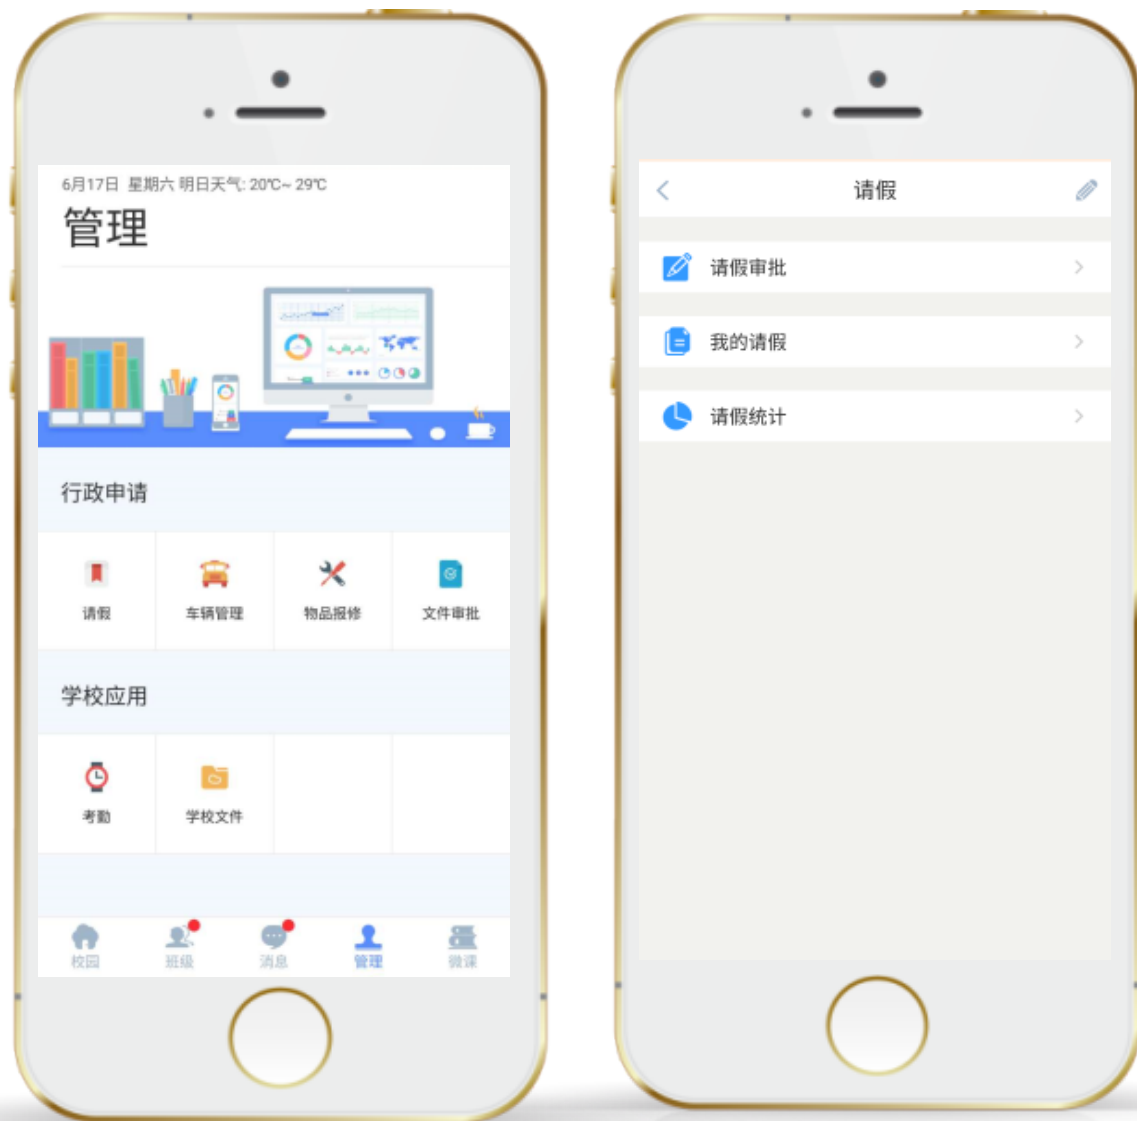 6月17日 星期六 明日天气: 20℃~ 29℃
管理
行政申请
请假
车辆管理
物品报修
文件审批
学校应用
考勤
学校文件
校园
班级
消息
管理
微课
请假
请假审批
我的请假
请假统计